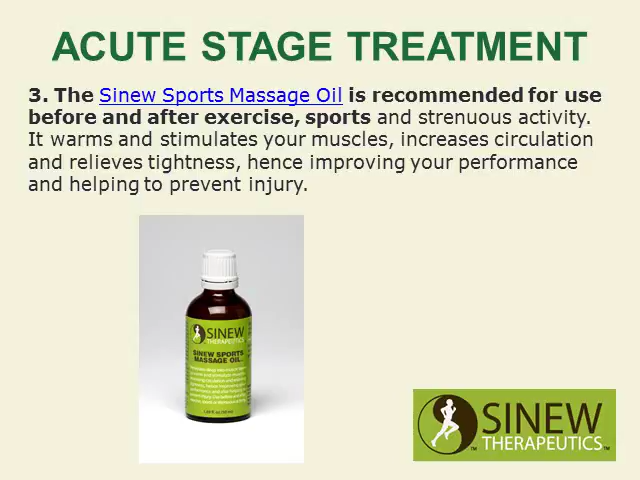 ACUTE STAGE TREATMENT
3. The Sinew Sports Massage Oil is recommended for use
before and after exercise, sports and strenuous activity.
It warms and stimulates your muscles, increases circulation
and relieves tightness, hence improving your performance
and helping to prevent injury.
SINEW
THERAPEUTICS
SINEW SPORTS
MASSAGE OIL
SINEW
THERAPEUTICS